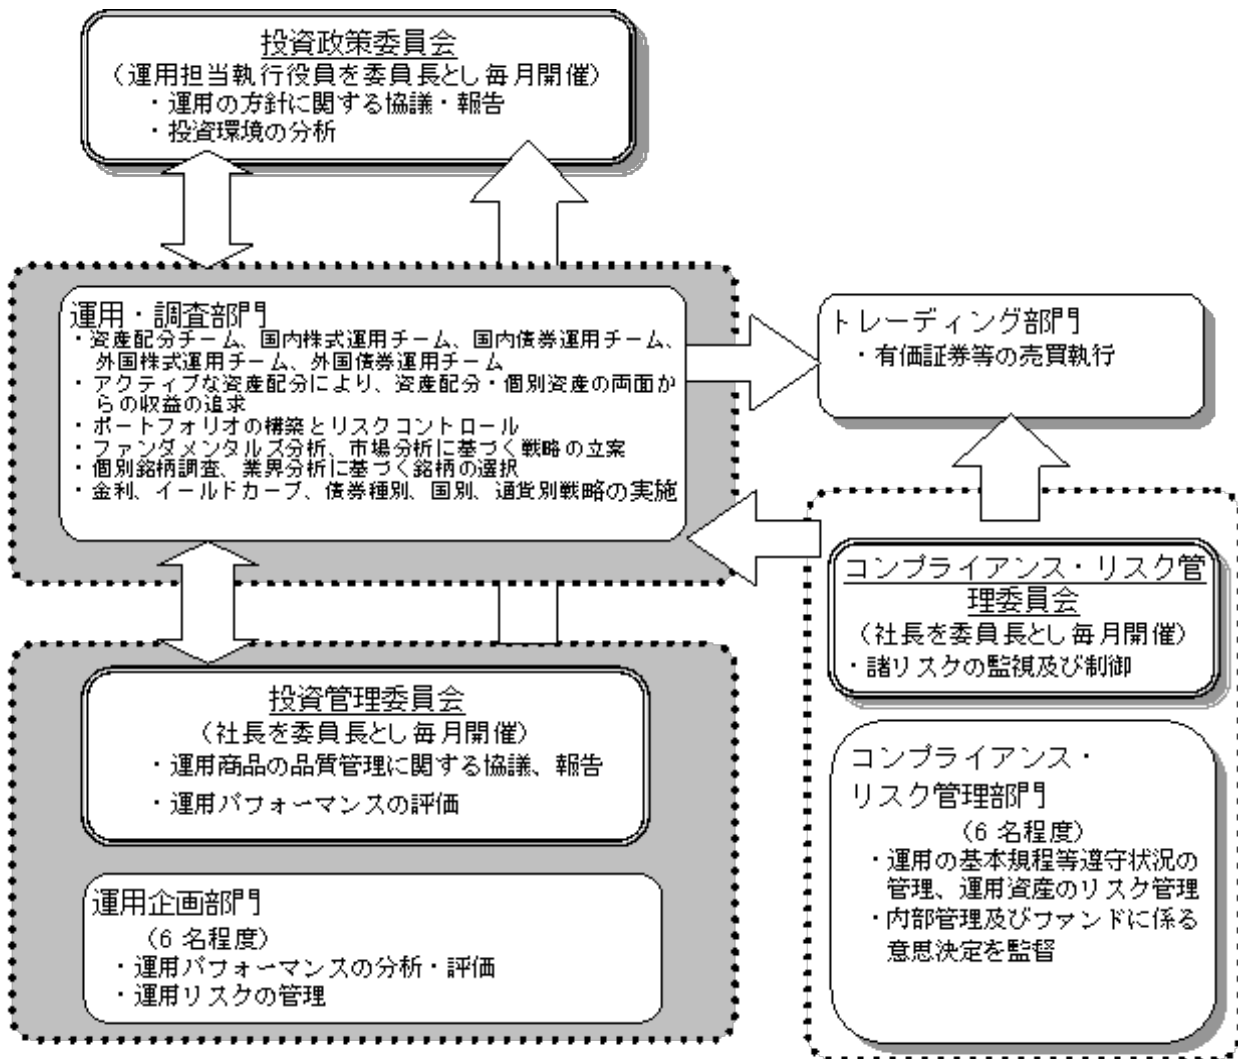 投資政策委員会
（運用担当執行役員を委員長とし毎月開催）
・運用の方針に関する協議・報告
・投資環境の分析
運用・調査部門
・資産配分チーム、国内株式運用チーム、国内債券運用チーム、
外国株式運用チーム、外国債券運用チーム
・アクティブな資産配分により、資産配分・個別資産の両面か
らの収益の追求
・ポートフォリオの構築とリスクコントロール
・ファンダメンタルズ分析、市場分析に基づく戦略の立案
・個別銘柄調査、業界分析に基づく銘柄の選択
・金利、イールドカーブ、債券種別、国別、通貨別戦略の実施
トレーディング部門
・有価証券等の売買執行
コンプライアンス・リスク管
理委員会
（社長を委員長とし毎月開催）
・諸リスクの監視及び制御
コンプライアンス・
リスク管理部門
（6 名程度）
・運用の基本規程等遵守状況の
管理、運用資産のリスク管理
・内部管理及びファンドに係る
意思決定を監督
投資管理委員会
（社長を委員長とし毎月開催）
・運用商品の品質管理に関する協議、報告
・運用パフォーマンスの評価
運用企画部門
（6 名程度）
・運用パフォーマンスの分析・評価
・運用リスクの管理